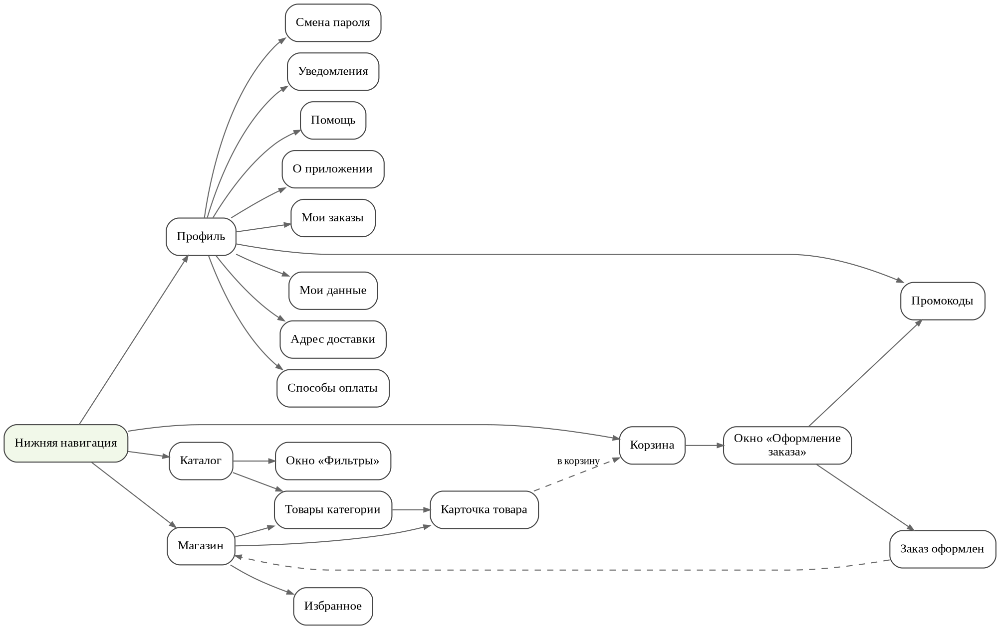 Смена пароля
Уведомления
Помощь
О приложении
Мои заказы
Профиль
Мои данные
Промокоды
Адрес доставки
Способы оплаты
Нижняя навигация
Каталог
Окно «Фильтры»
Корзина
Окно «Оформление
заказа»
в корзину
Товары категории
Карточка товара
Магазин
Заказ оформлен
Избранное